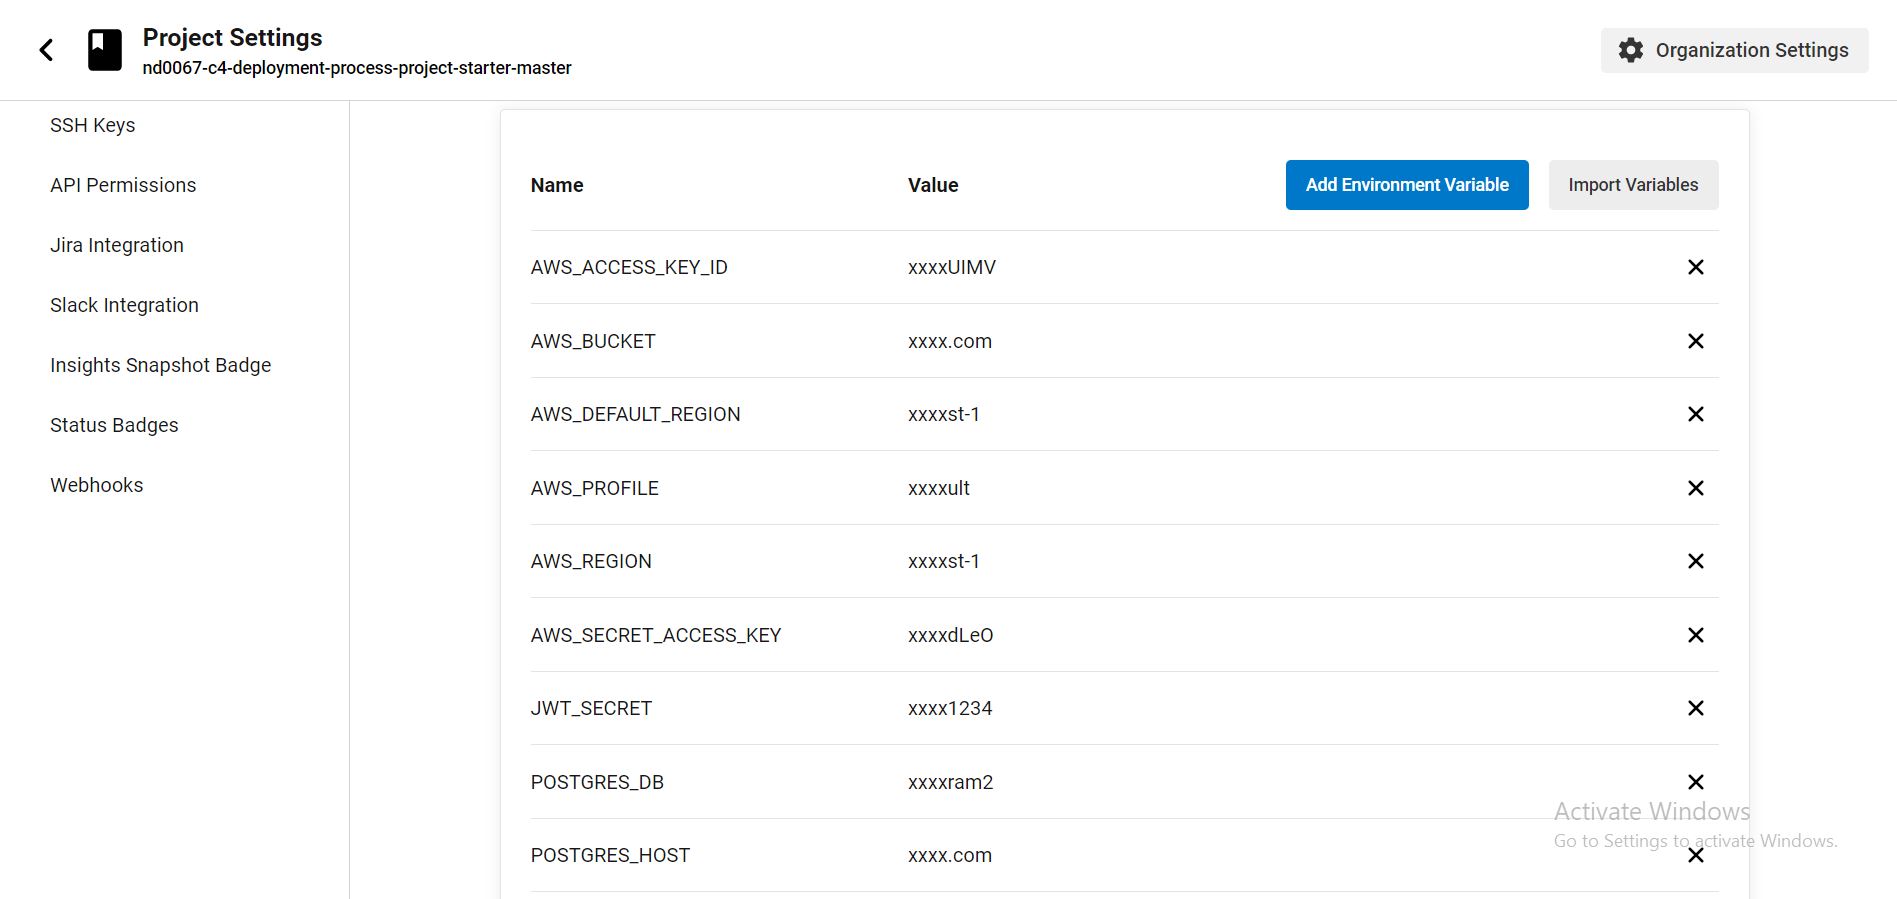 Project Settings
nd0067-c4-deployment-process-project-starter-master
Organization Settings
SSH Keys
API Permissions
Jira Integration
Slack Integration
Insights Snapshot Badge
Status Badges
Webhooks
Name Value Add Environment Variable Import Variables
AWS_ACCESS_KEY_ID xxxxUIMV
AWS_BUCKET xxxx.com
AWS_DEFAULT_REGION xxxxst-1
AWS_PROFILE xxxxult
AWS_REGION xxxxst-1
AWS_SECRET_ACCESS_KEY xxxxdLeO
JWT_SECRET xxxx1234
POSTGRES_DB xxxxram2
POSTGRES_HOST xxxx.com
Activate Windows
Go to Settings to activate Windows.